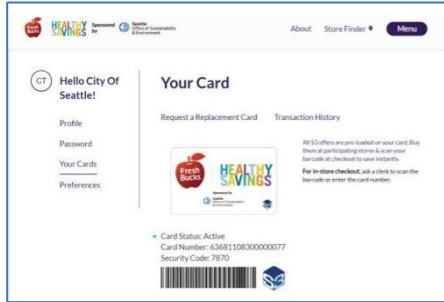 Fresh Bucks
HEALTHY SAVINGS
Sponsored by
Seattle Office of Sustainability & Environment
About
Store Finder
Menu
CT
Hello City Of
Seattle!
Profile
Password
Your Cards
Preferences
Your Card
Request a Replacement Card
Transaction History
Fresh
Bucks
HEALTHY
SAVINGS
Sponsored by
All $0 offers are pre-loaded on your card. Buy
them at participating stores & scan your
barcode at checkout to save instantly.
For in-store checkout, ask a clerk to scan the
barcode or enter the card number.
Card Status: Active
Card Number: 63681108300000077
Security Code: 7870